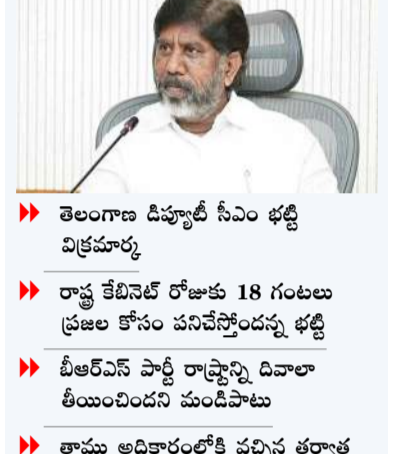 తెలంగాణ డిప్యూటీ సీఎం భట్టి
విక్రమార్క
రాష్ట్ర కేబినెట్ రోజుకు 18 గంటలు
ప్రజల కోసం పనిచేస్తోందన్న భట్టి
బీఆర్ఎస్ పార్టీ రాష్ట్రాన్ని దివాలా
తీయించిందని మండిపాటు
తాము అధికారంలోకి వచ్చిన తర్వాత